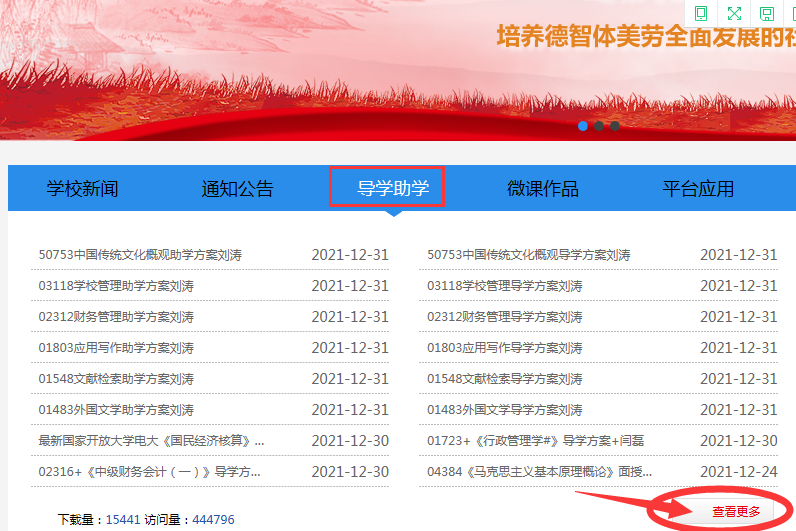 培养德智体美劳全面发展的社
学校新闻 通知公告 导学助学 微课作品 平台应用
50753中国传统文化概观助学方案刘涛 2021-12-31 50753中国传统文化概观导学方案刘涛 2021-12-31
03118学校管理助学方案刘涛 2021-12-31 03118学校管理导学方案刘涛 2021-12-31
02312财务管理助学方案刘涛 2021-12-31 02312财务管理导学方案刘涛 2021-12-31
01803应用写作助学方案刘涛 2021-12-31 01803应用写作导学方案刘涛 2021-12-31
01548文献检索助学方案刘涛 2021-12-31 01548文献检索导学方案刘涛 2021-12-31
01483外国文学助学方案刘涛 2021-12-31 01483外国文学导学方案刘涛 2021-12-31
最新国家开放大学电大《国民经济核算》... 2021-12-30 01723+《行政管理学#》导学方案+闫磊 2021-12-30
02316+《中级财务会计（一）》导学方... 2021-12-30 04384《马克思主义基本原理概论》面授... 2021-12-24
查看更多
下载量：15441 访问量：444796